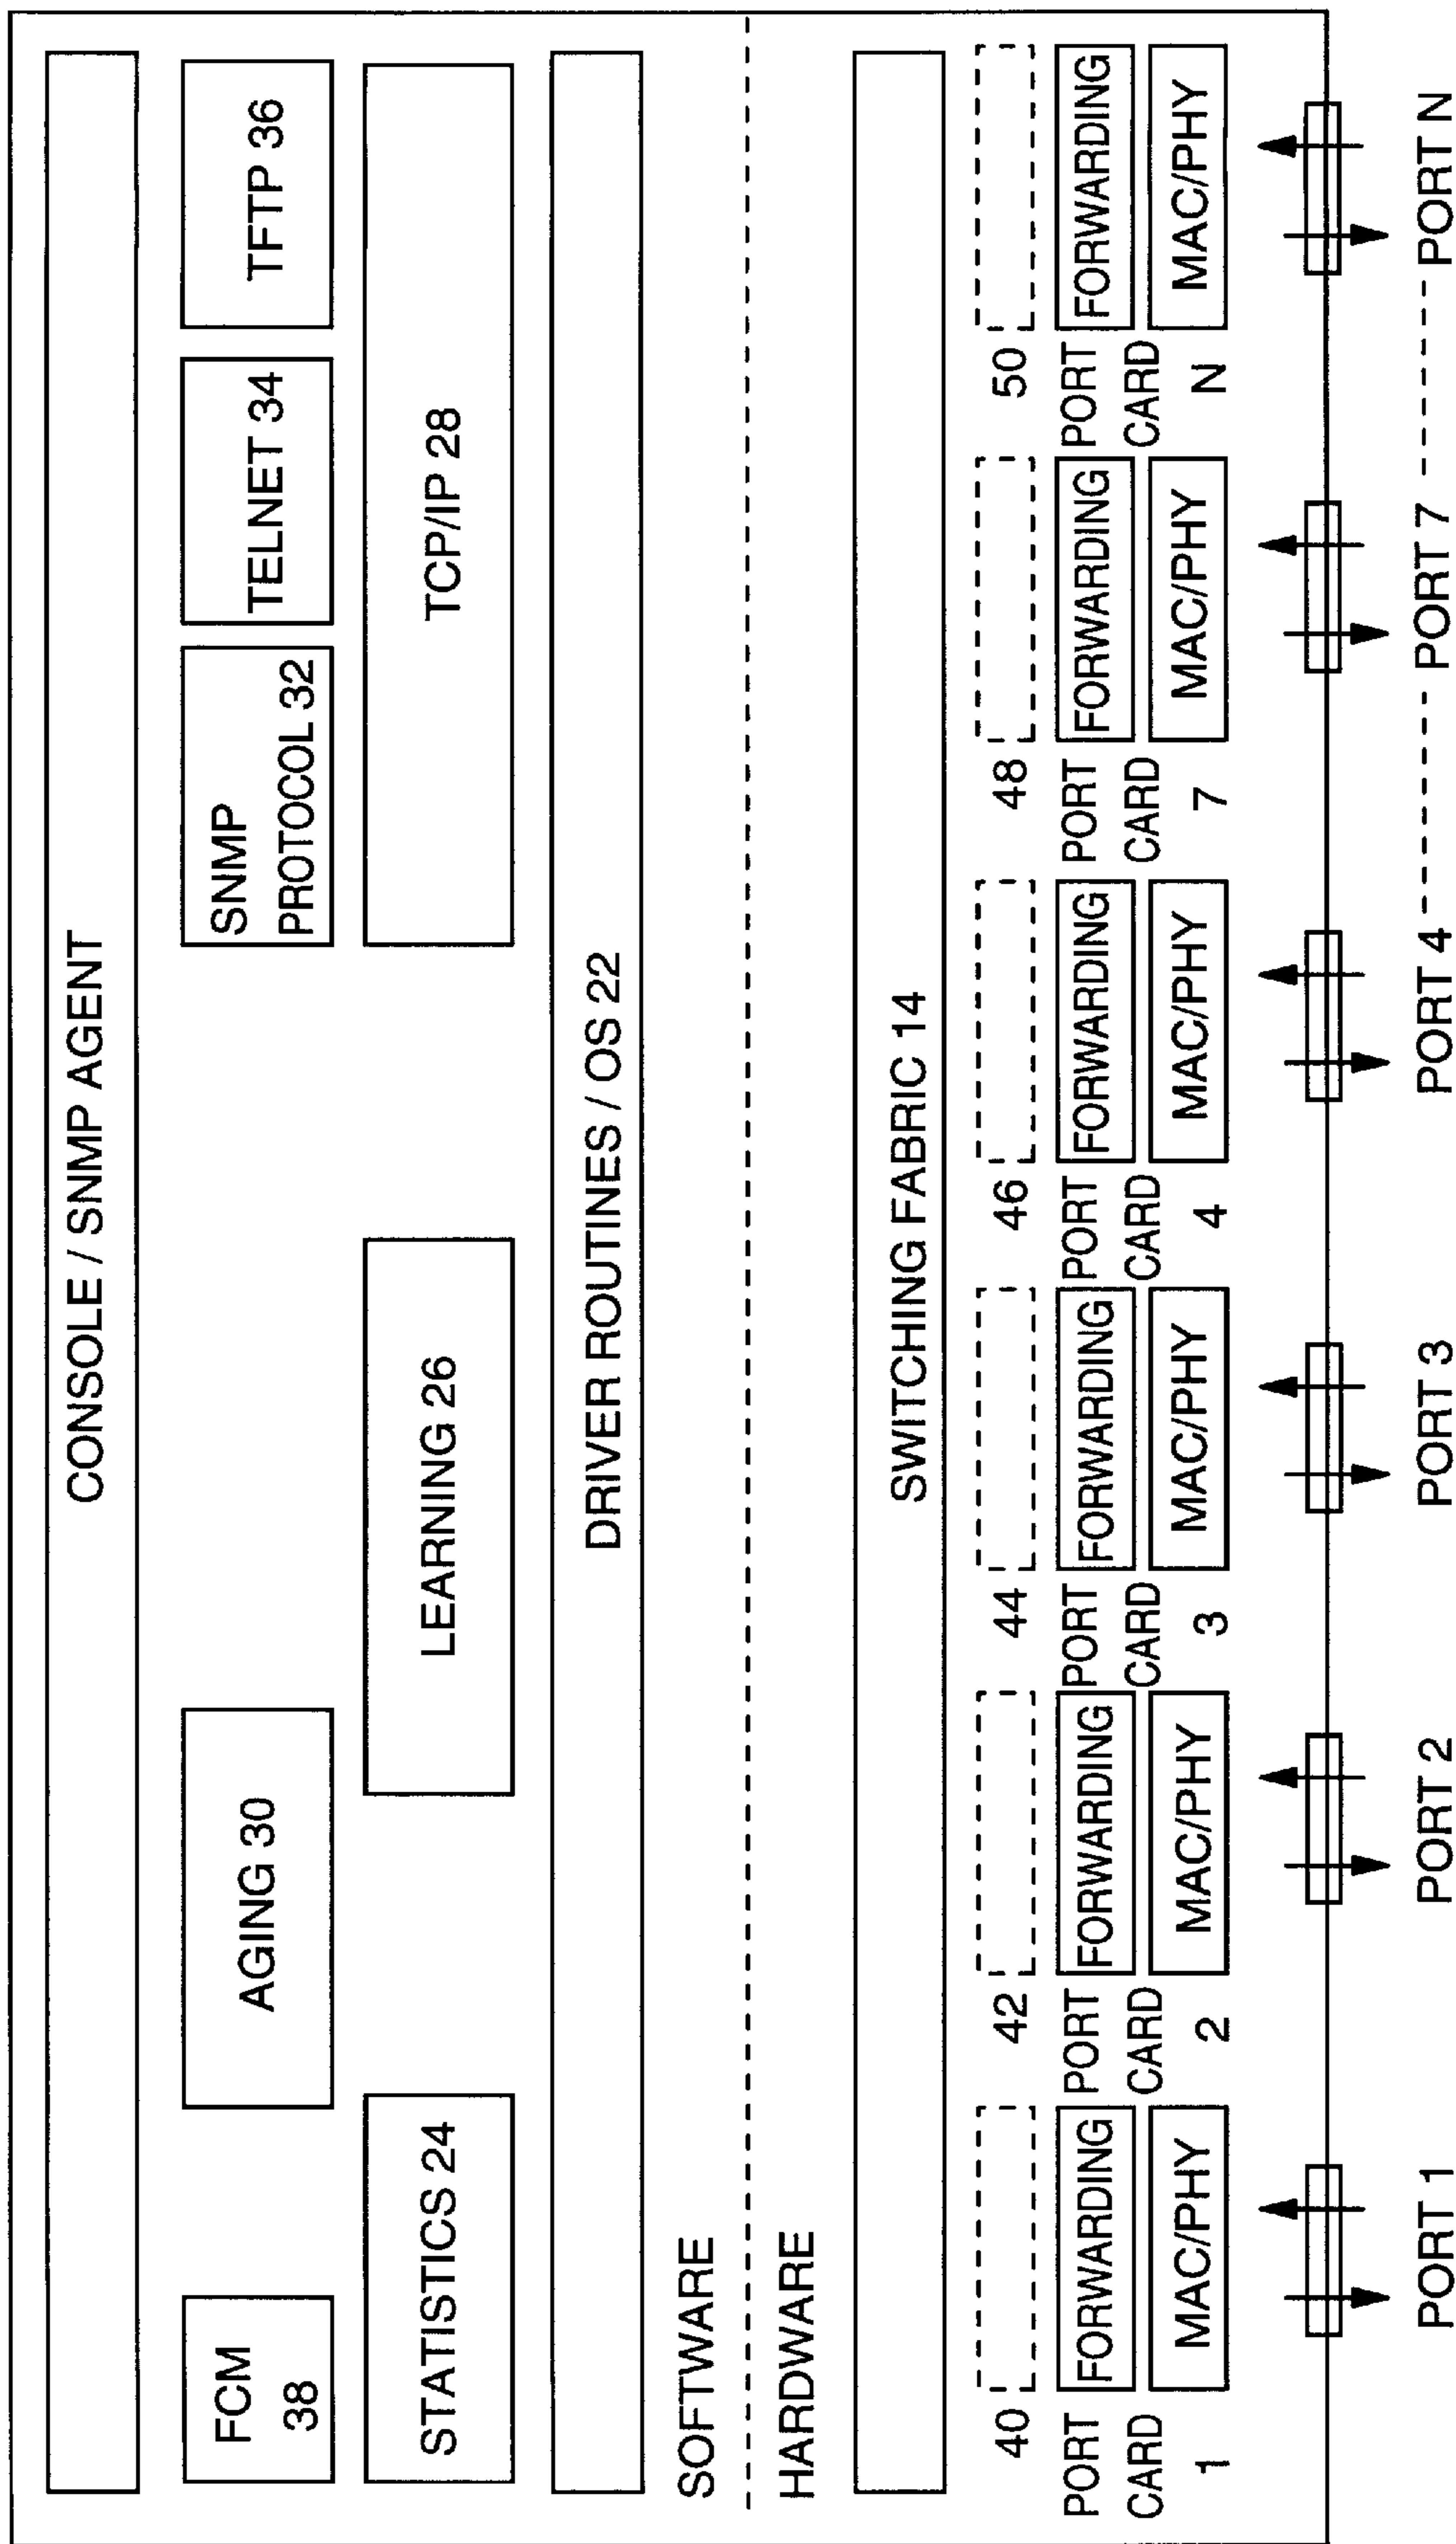 CONSOLE / SNMP AGENT
FCM
38
AGING 30
SNMP
PROTOCOL 32
TELNET 34
TFTP 36
STATISTICS 24
LEARNING 26
TCP/IP 28
DRIVER ROUTINES / OS 22
SOFTWARE
HARDWARE
SWITCHING FABRIC 14
40
PORT
CARD
1
FORWARDING
MAC/PHY
42
PORT
CARD
2
FORWARDING
MAC/PHY
44
PORT
CARD
3
FORWARDING
MAC/PHY
46
PORT
CARD
4
FORWARDING
MAC/PHY
48
PORT
CARD
7
FORWARDING
MAC/PHY
50
PORT
CARD
N
FORWARDING
MAC/PHY
PORT 1
PORT 2
PORT 3
PORT 4
PORT 7
PORT N